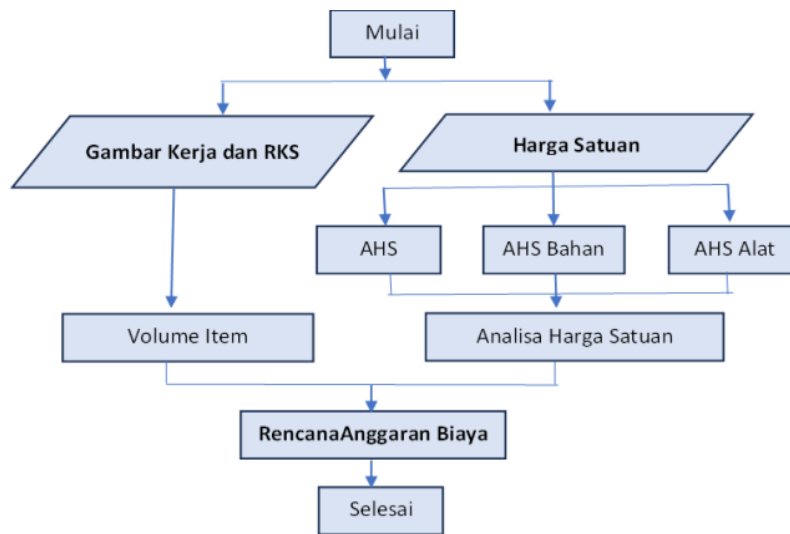 Mulai
Gambar Kerja dan RKS
Harga Satuan
AHS
AHS Bahan
AHS Alat
Volume Item
Analisa Harga Satuan
RencanaAnggaran Biaya
Selesai